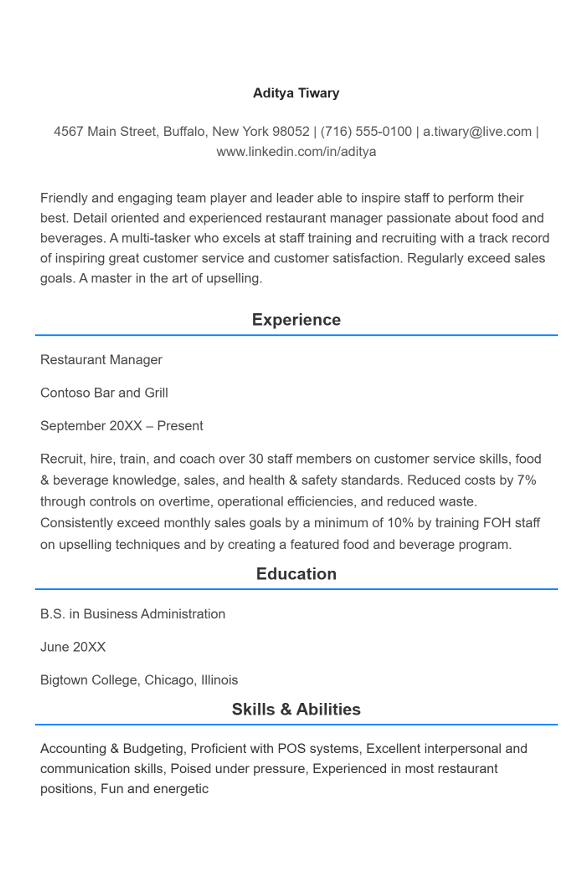 Aditya Tiwary
4567 Main Street, Buffalo, New York 98052 | (716) 555-0100 | a.tiwary@live.com |
www.linkedin.com/in/aditya
Friendly and engaging team player and leader able to inspire staff to perform their
best. Detail oriented and experienced restaurant manager passionate about food and
beverages. A multi-tasker who excels at staff training and recruiting with a track record
of inspiring great customer service and customer satisfaction. Regularly exceed sales
goals. A master in the art of upselling.
Experience
Restaurant Manager
Contoso Bar and Grill
September 20XX – Present
Recruit, hire, train, and coach over 30 staff members on customer service skills, food
& beverage knowledge, sales, and health & safety standards. Reduced costs by 7%
through controls on overtime, operational efficiencies, and reduced waste.
Consistently exceed monthly sales goals by a minimum of 10% by training FOH staff
on upselling techniques and by creating a featured food and beverage program.
Education
B.S. in Business Administration
June 20XX
Bigtown College, Chicago, Illinois
Skills & Abilities
Accounting & Budgeting, Proficient with POS systems, Excellent interpersonal and
communication skills, Poised under pressure, Experienced in most restaurant
positions, Fun and energetic